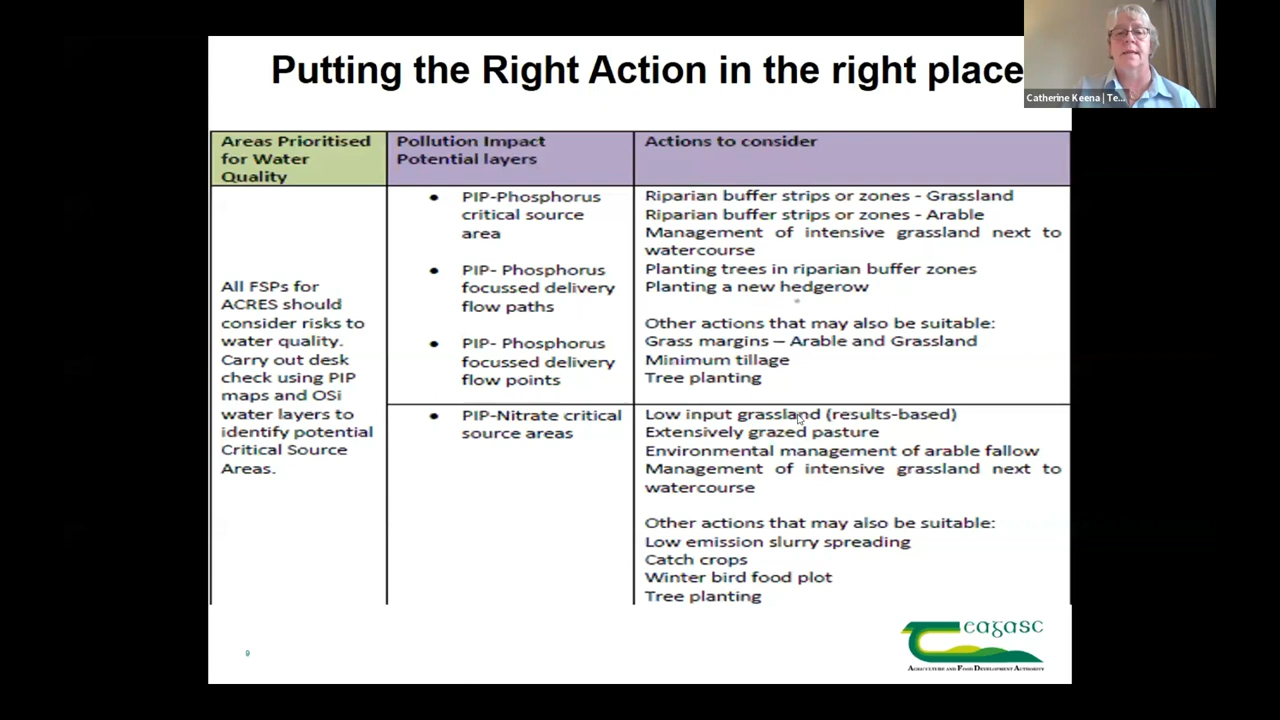 Putting the Right Action in the right place
Catherine Keena | Te...
Areas Prioritised
for Water
Quality
Pollution Impact
Potential layers
Actions to consider
All FSPs for
ACRES should
consider risks to
water quality.
Carry out desk
check using PIP
maps and OSi
water layers to
identify potential
Critical Source
Areas.
• PIP-Phosphorus
critical source
area
• PIP- Phosphorus
focussed delivery
flow paths
• PIP- Phosphorus
focussed delivery
flow points
Riparian buffer strips or zones - Grassland
Riparian buffer strips or zones - Arable
Management of intensive grassland next to
watercourse
Planting trees in riparian buffer zones
Planting a new hedgerow
Other actions that may also be suitable:
Grass margins – Arable and Grassland
Minimum tillage
Tree planting
• PIP-Nitrate critical
source areas
Low input grassland (results-based)
Extensively grazed pasture
Environmental management of arable fallow
Management of intensive grassland next to
watercourse
Other actions that may also be suitable:
Low emission slurry spreading
Catch crops
Winter bird food plot
Tree planting
9
teagasc
AGRICULTURE AND FOOD DEVELOPMENT AUTHORITY